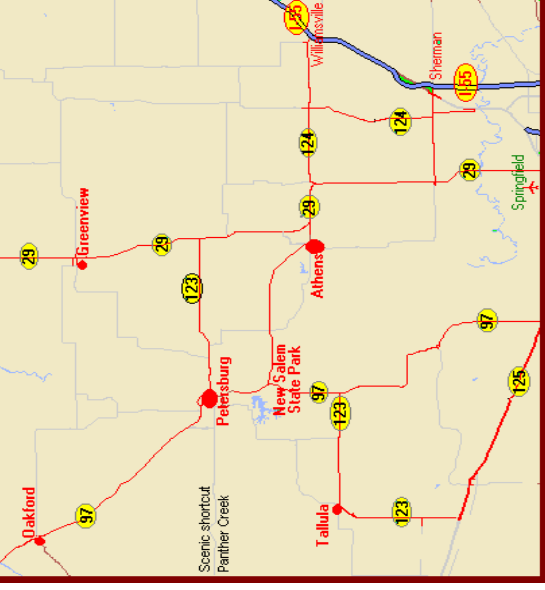 I-55
Williamsville
Sherman
I-55
124
124
29
Springfield
29
Greenview
29
29
Athens
123
Petersburg
New Salem
State Park
97
97
125
123
Oakford
97
Scenic shortcut
Panther Creek
Tallula
123